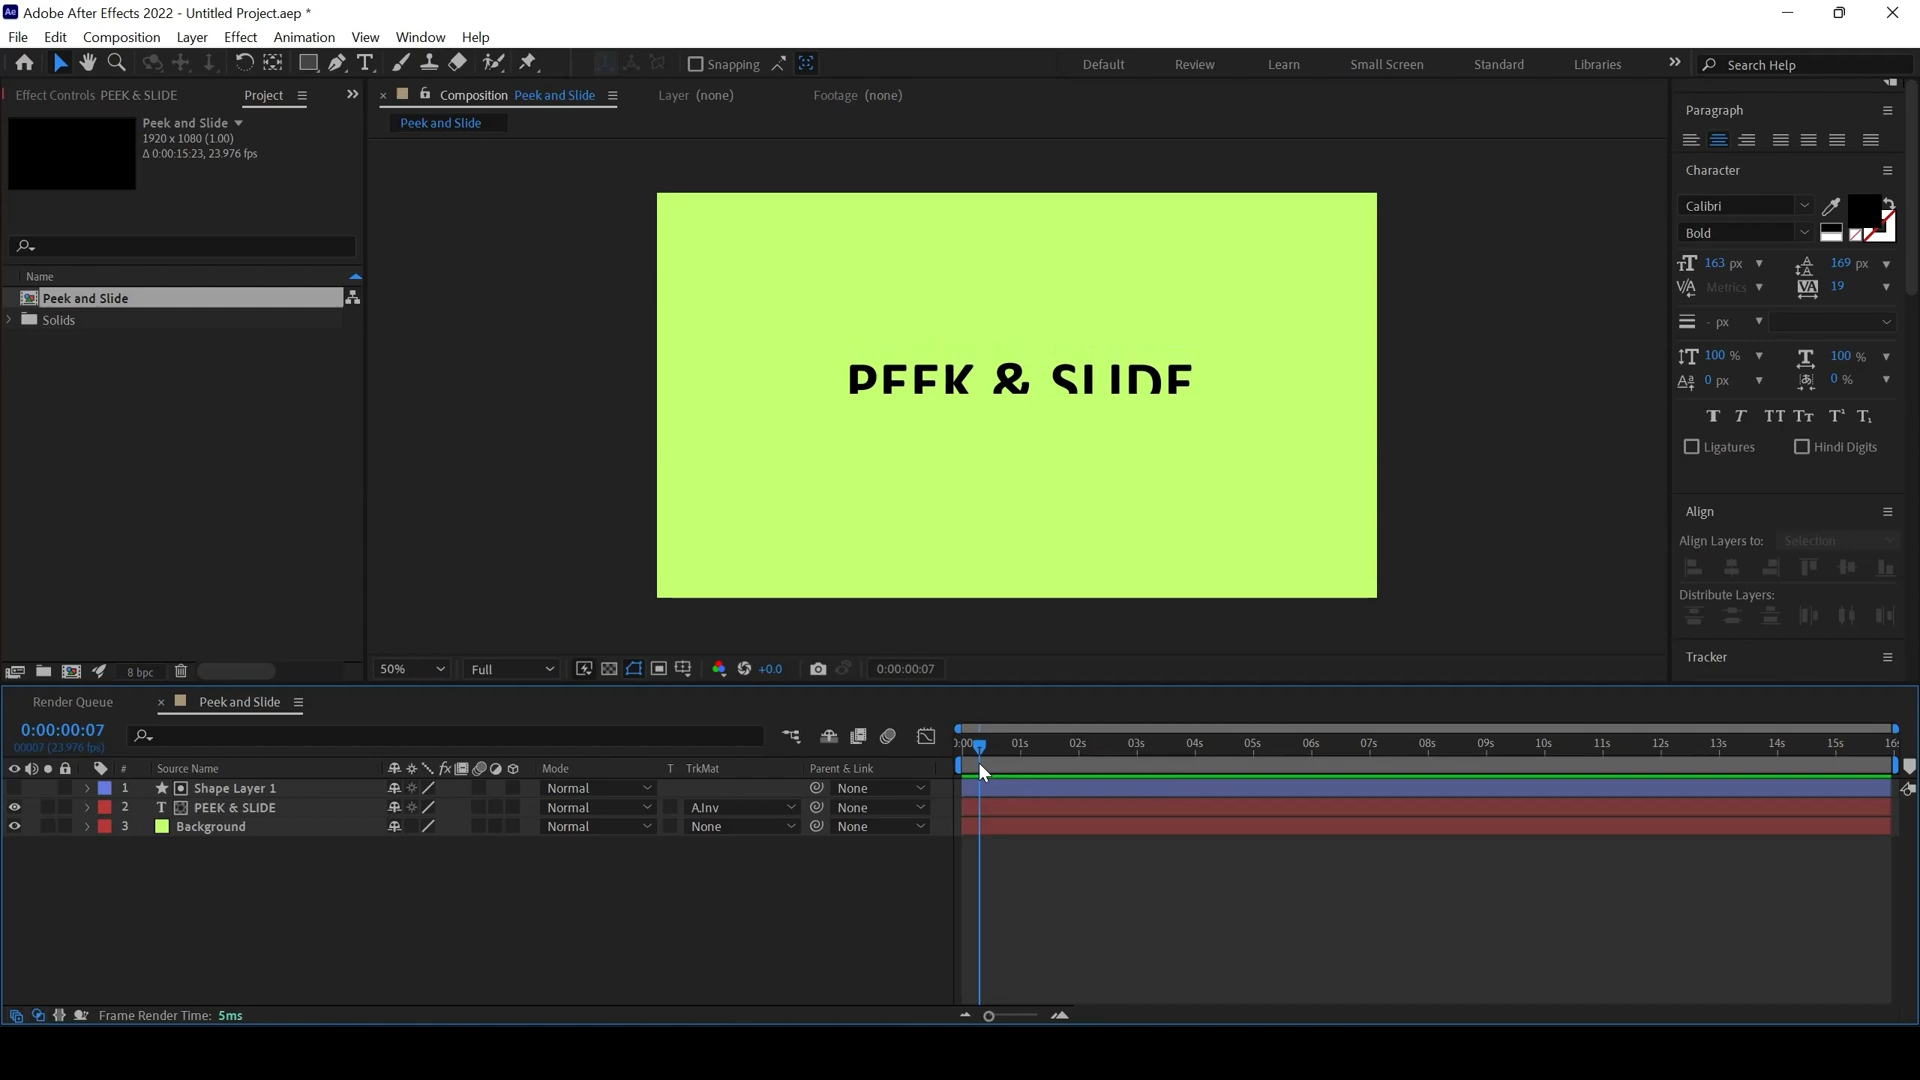 Adobe After Effects 2022 - Untitled Project.aep *
File Edit Composition Layer Effect Animation View Window Help
Snapping Default Review Learn Small Screen Standard Libraries Search Help
Effect Controls PEEK & SLIDE Project
Composition Peek and Slide Layer (none) Footage (none)
Peek and Slide
Peek and Slide
1920 x 1080 (1.00)
Δ 0:00:15:23, 23.976 fps
Name
Peek and Slide
Solids
PEEK & SLIDE
Paragraph
Character
Calibri
Bold
163 px 169 px
Metrics 19
- px
100 % 100 %
0 px 0 %
Ligatures Hindi Digits
Align
Align Layers to: Selection
Distribute Layers:
Tracker
8 bpc
50% Full +0.0 0:00:00:07
Render Queue Peek and Slide
0:00:00:07
00007 (23.976 fps)
01s 02s 03s 04s 05s 06s 07s 08s 09s 10s 11s 12s 13s 14s 15s
# Source Name Mode T TrkMat Parent & Link
1 Shape Layer 1 Normal None
2 T PEEK & SLIDE Normal A.Inv None
3 Background Normal None None
Frame Render Time: 5ms